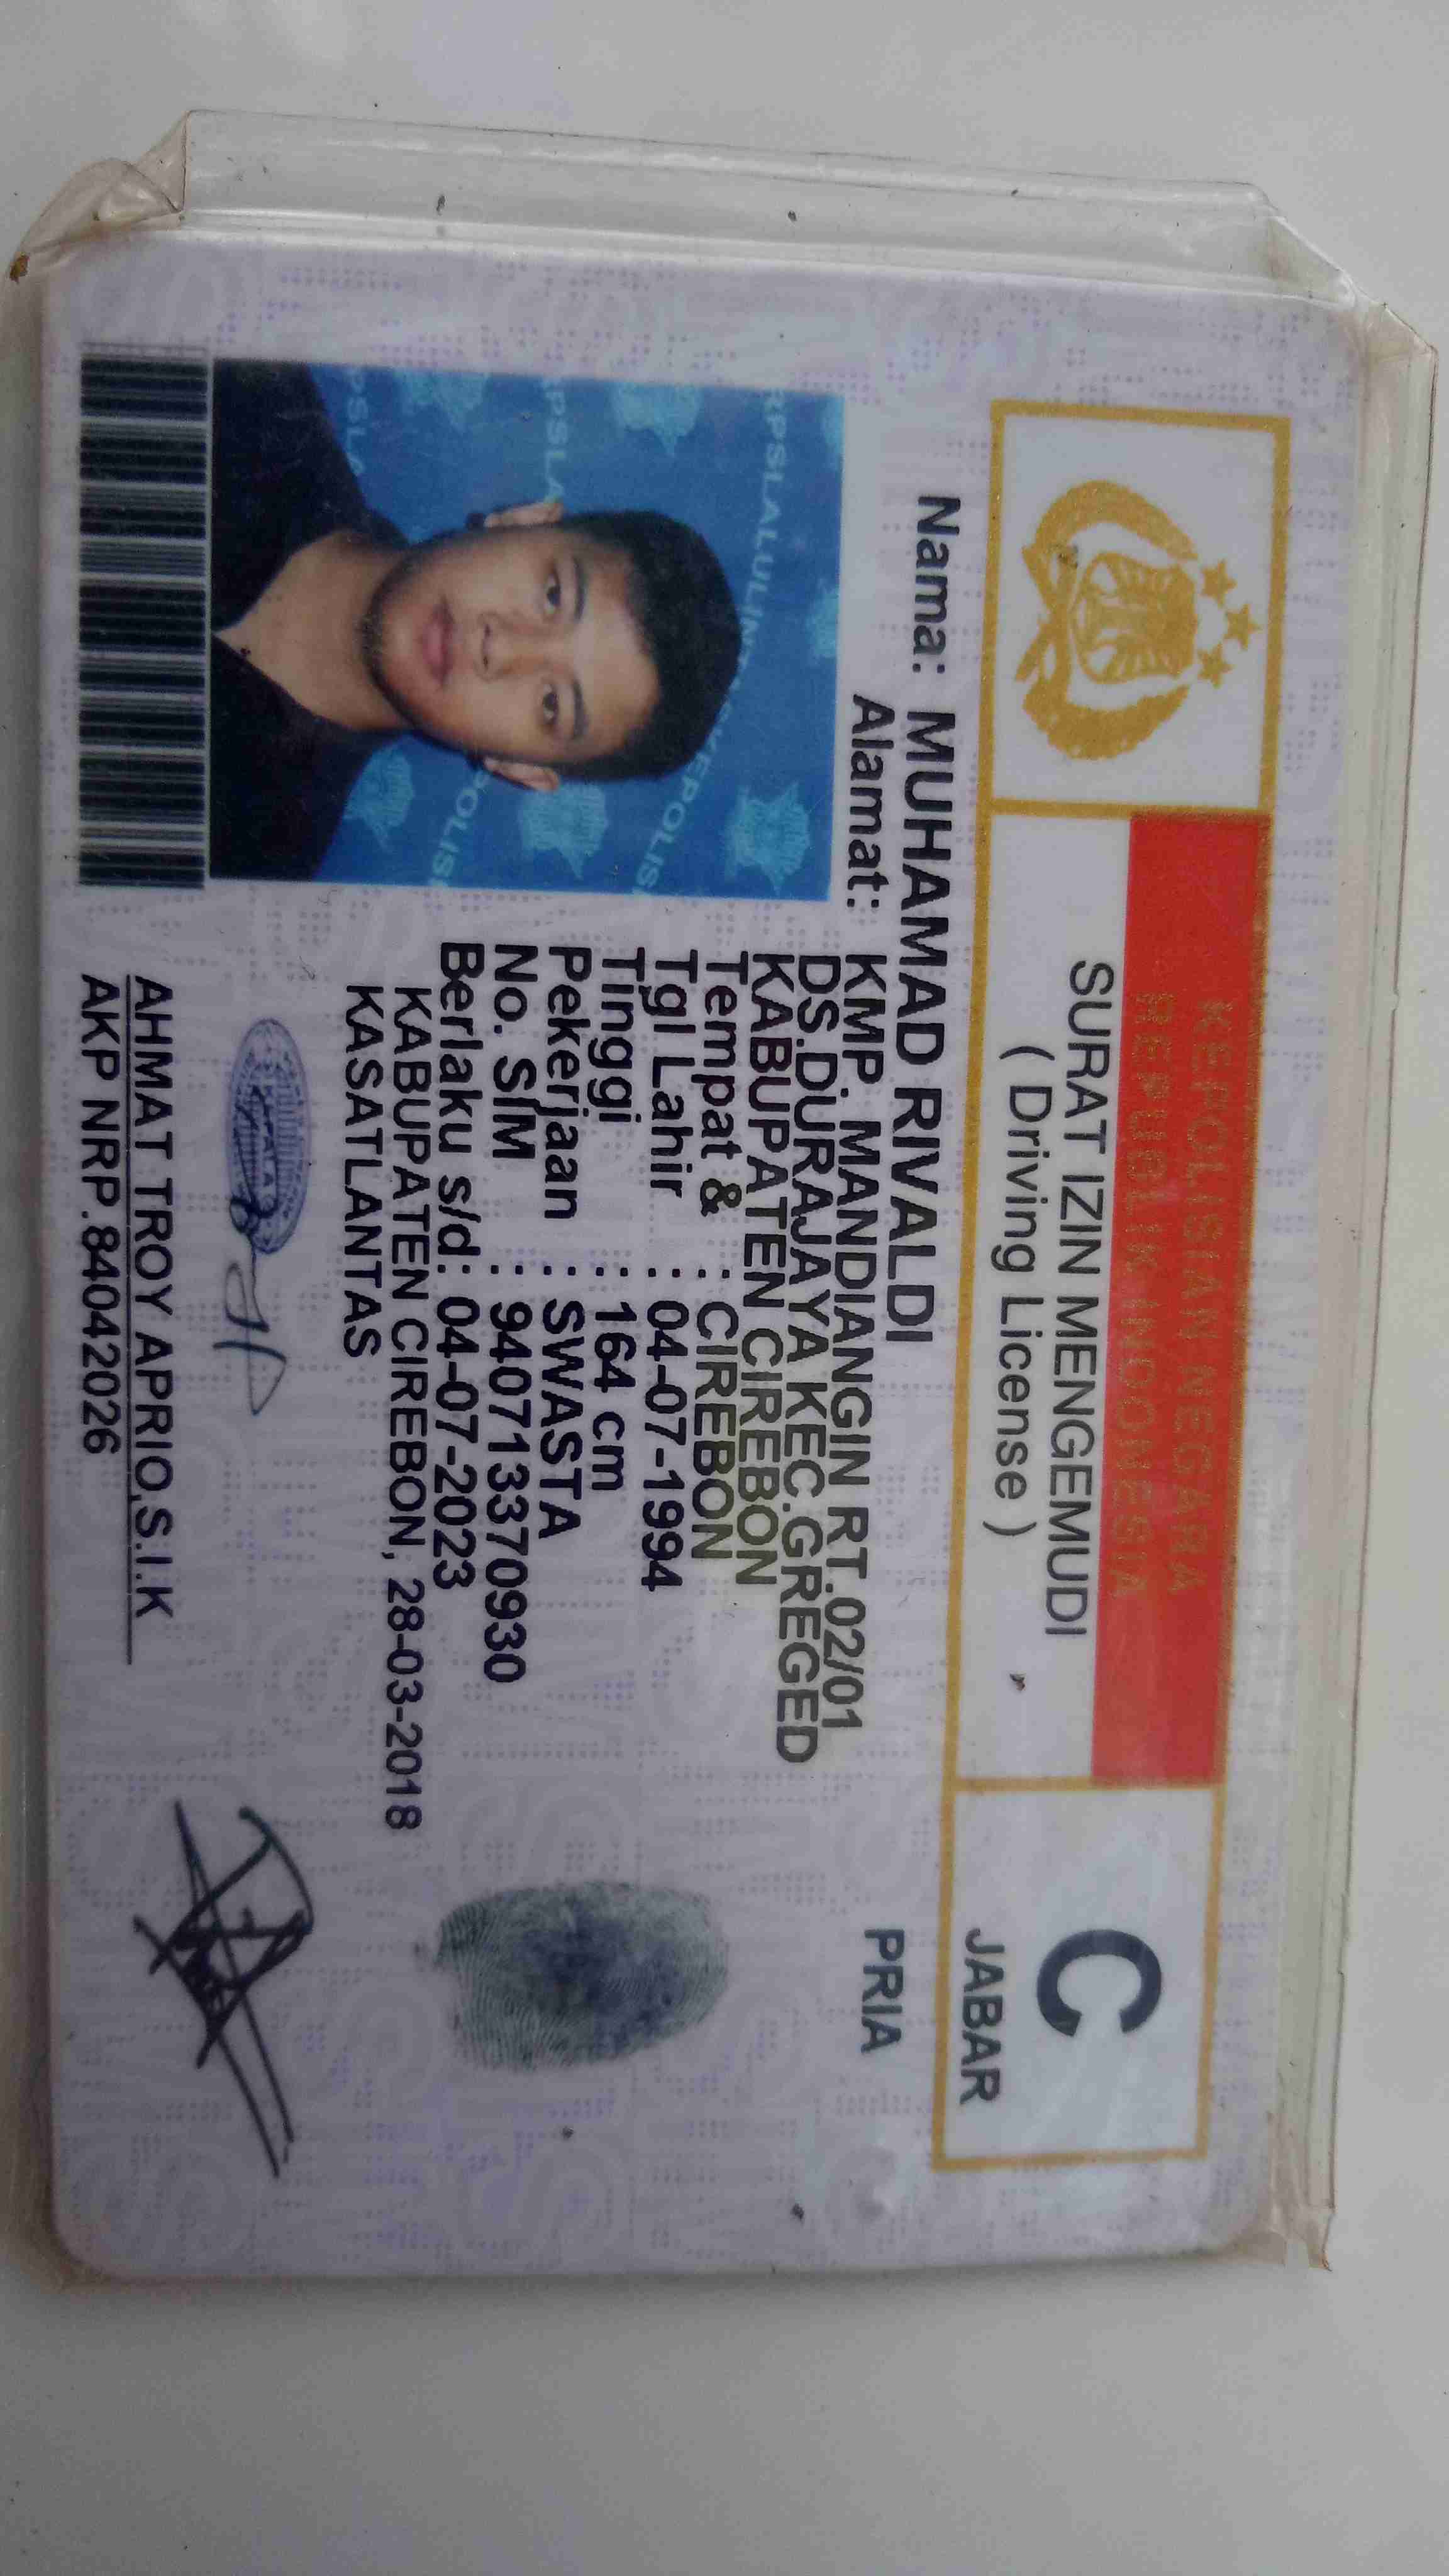 KEPOLISIAN NEGARA
REPUBLIK INDONESIA
SURAT IZIN MENGEMUDI
( Driving License )
C
JABAR
Nama: MUHAMAD RIVALDI
PRIA
Alamat: KMP. MANDIANGIN RT.02/01
DS.DURAJAYA KEC.GREGED
KABUPATEN CIREBON
Tempat & : CIREBON
Tgl Lahir : 04-07-1994
Tinggi : 164 cm
Pekerjaan : SWASTA
No. SIM : 940713370930
Berlaku s/d: 04-07-2023
KABUPATEN CIREBON, 28-03-2018
KASATLANTAS
AHMAT TROY APRIO,S.I.K
AKP NRP.84042026